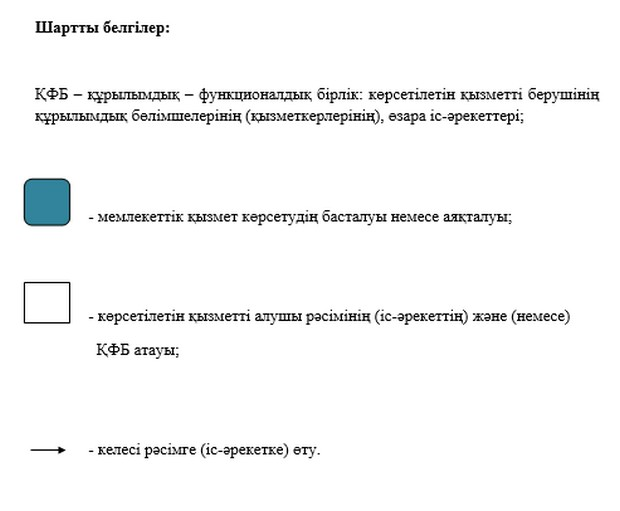 Шартты белгілер:
ҚФБ – құрылымдық – функционалдық бірлік: көрсетілетін қызметті берушінің
құрылымдық бөлімшелерінің (қызметкерлерінің), өзара іс-әрекеттері;
- мемлекеттік қызмет көрсетудің басталуы немесе аяқталуы;
- көрсетілетін қызметті алушы рәсімінің (іс-әрекеттің) және (немесе)
ҚФБ атауы;
- келесі рәсімге (іс-әрекетке) өту.